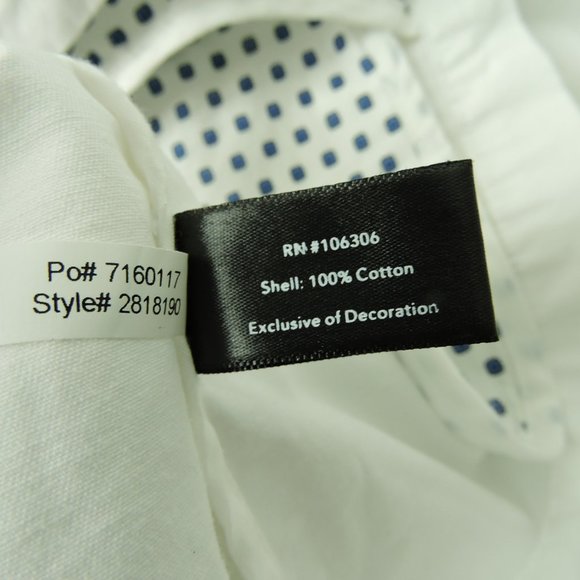 RN #106306
Shell: 100% Cotton
Exclusive of Decoration
Po# 7160117
Style# 2818190